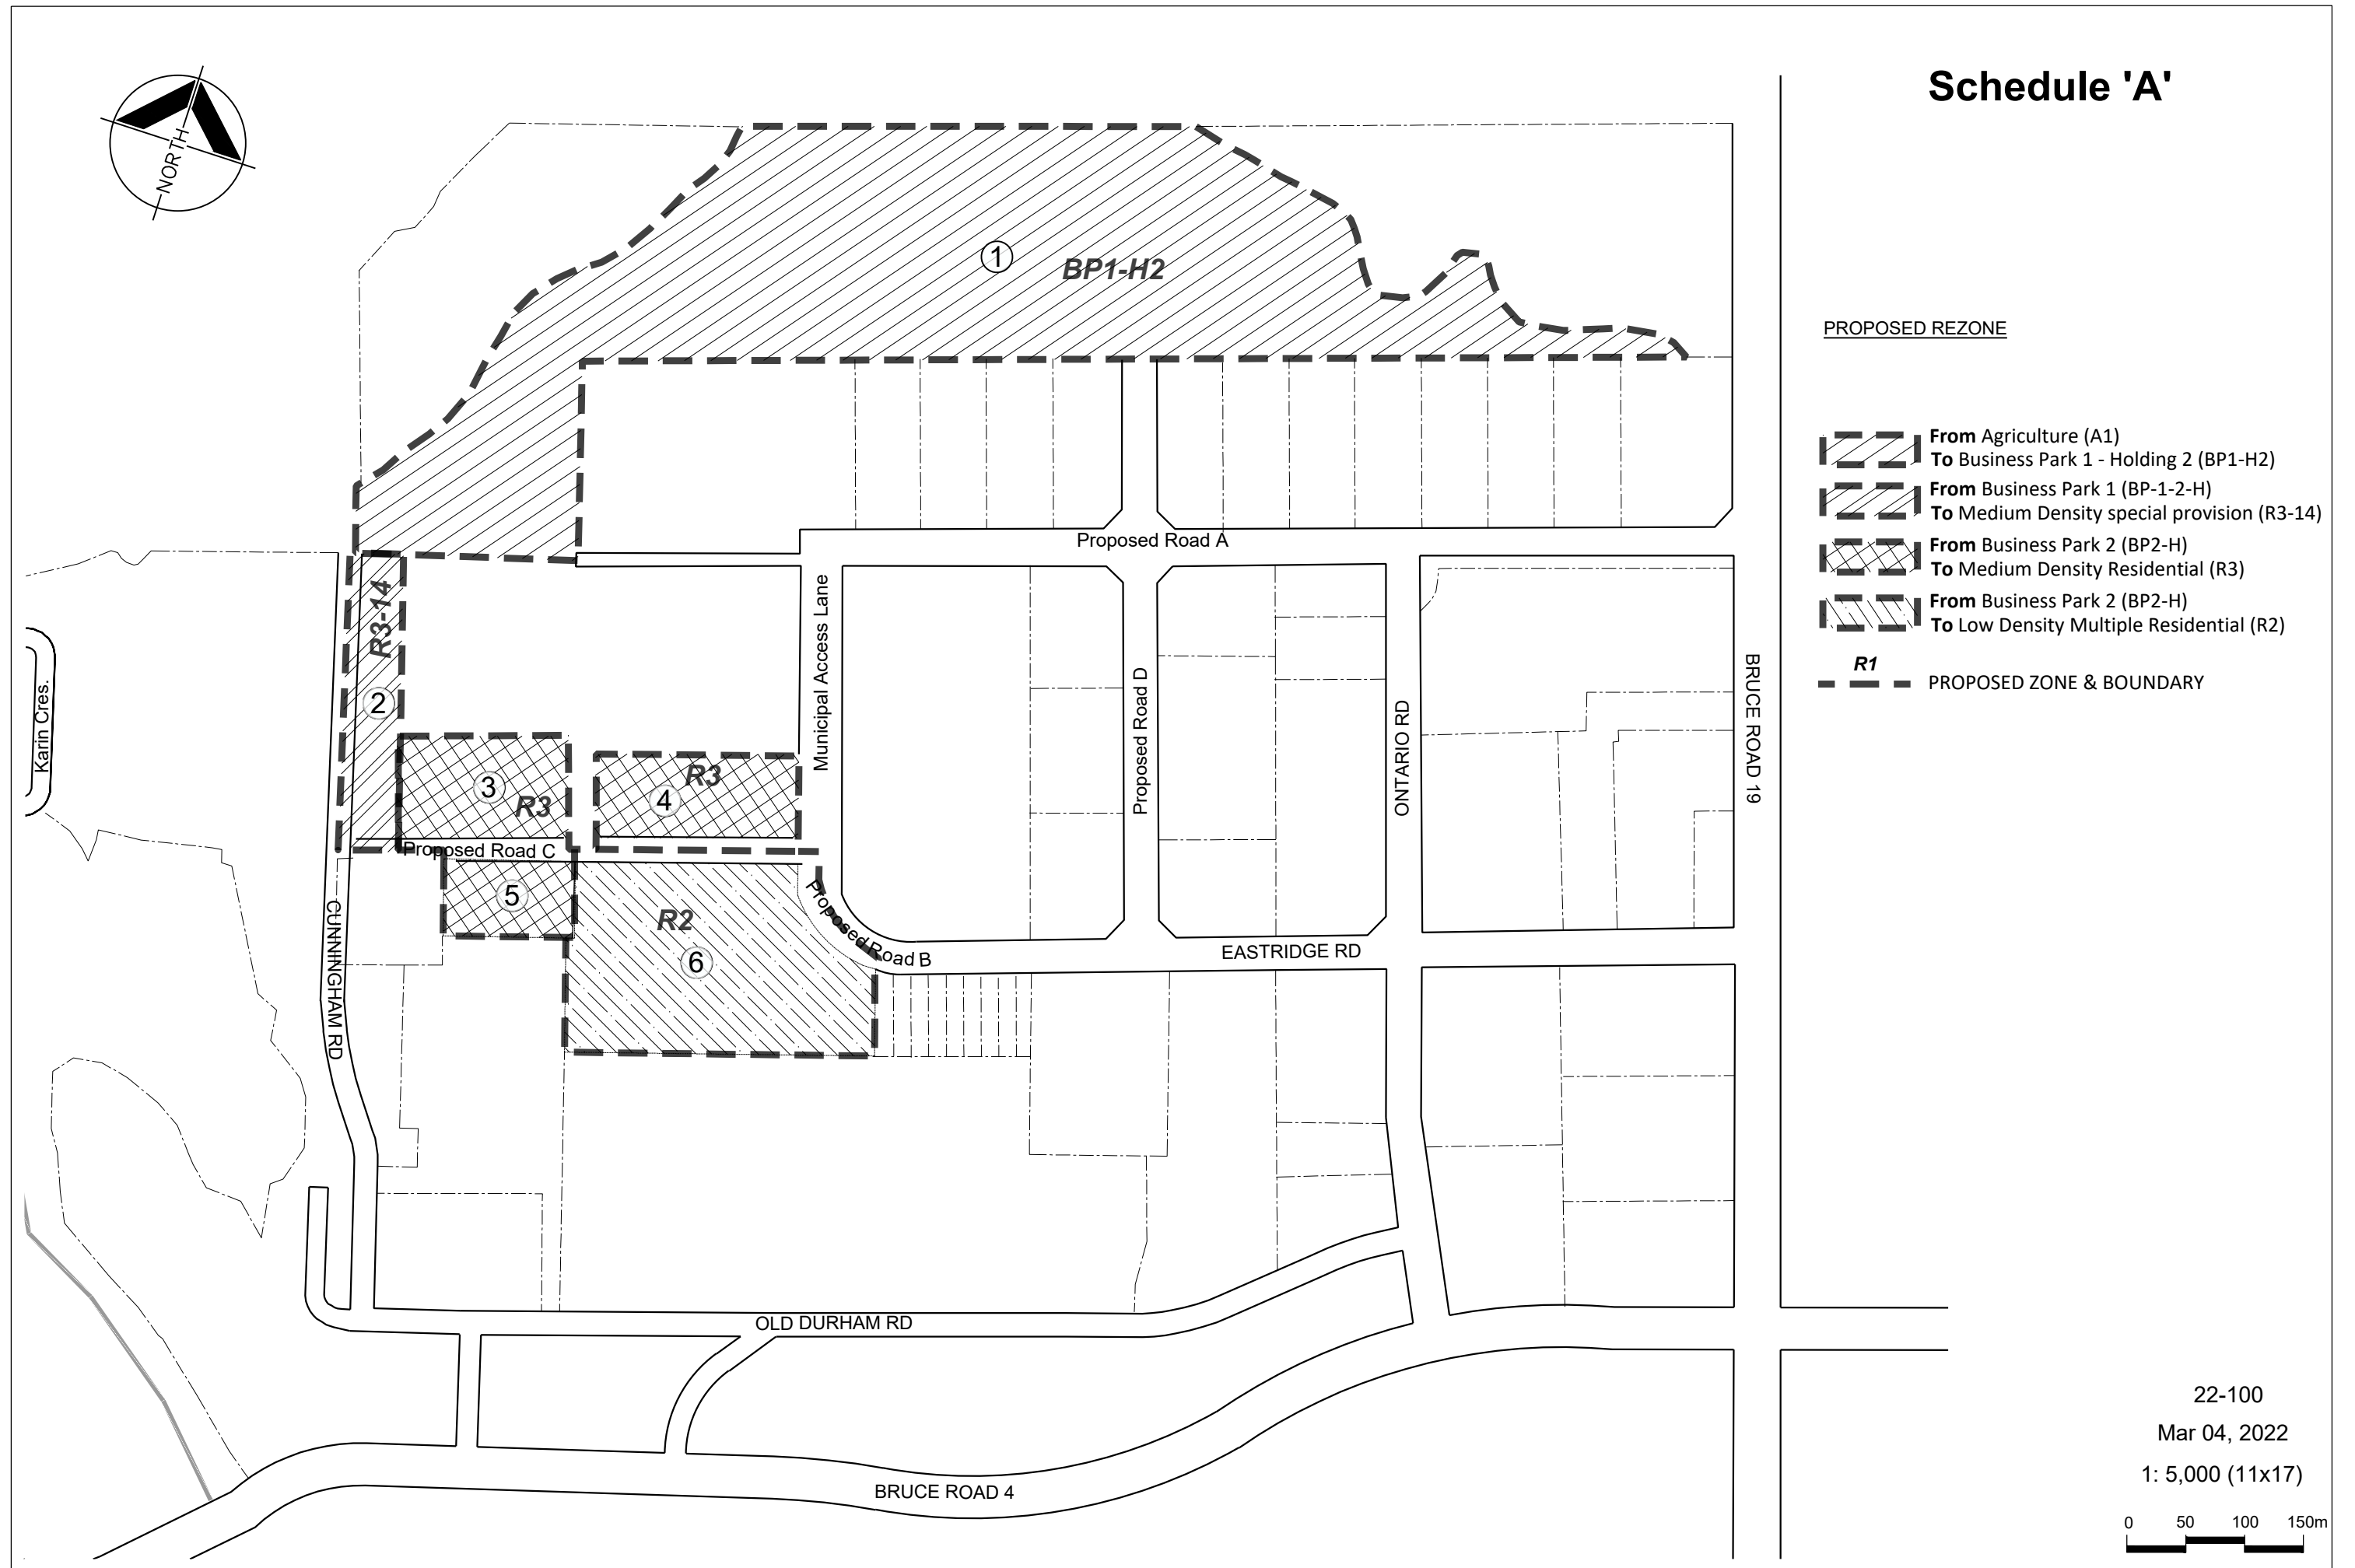 Schedule 'A'
NORTH
1
BP1-H2
PROPOSED REZONE
From Agriculture (A1)
To Business Park 1 - Holding 2 (BP1-H2)
From Business Park 1 (BP-1-2-H)
To Medium Density special provision (R3-14)
From Business Park 2 (BP2-H)
To Medium Density Residential (R3)
From Business Park 2 (BP2-H)
To Low Density Multiple Residential (R2)
R1
PROPOSED ZONE & BOUNDARY
Proposed Road A
R3-14
2
Municipal Access Lane
Karin Cres.
Proposed Road D
ONTARIO RD
BRUCE ROAD 19
3
R3
4
R3
Proposed Road C
5
R2
6
Proposed Road B
EASTRIDGE RD
CUNNINGHAM RD
OLD DURHAM RD
BRUCE ROAD 4
22-100
Mar 04, 2022
1: 5,000 (11x17)
0 50 100 150m